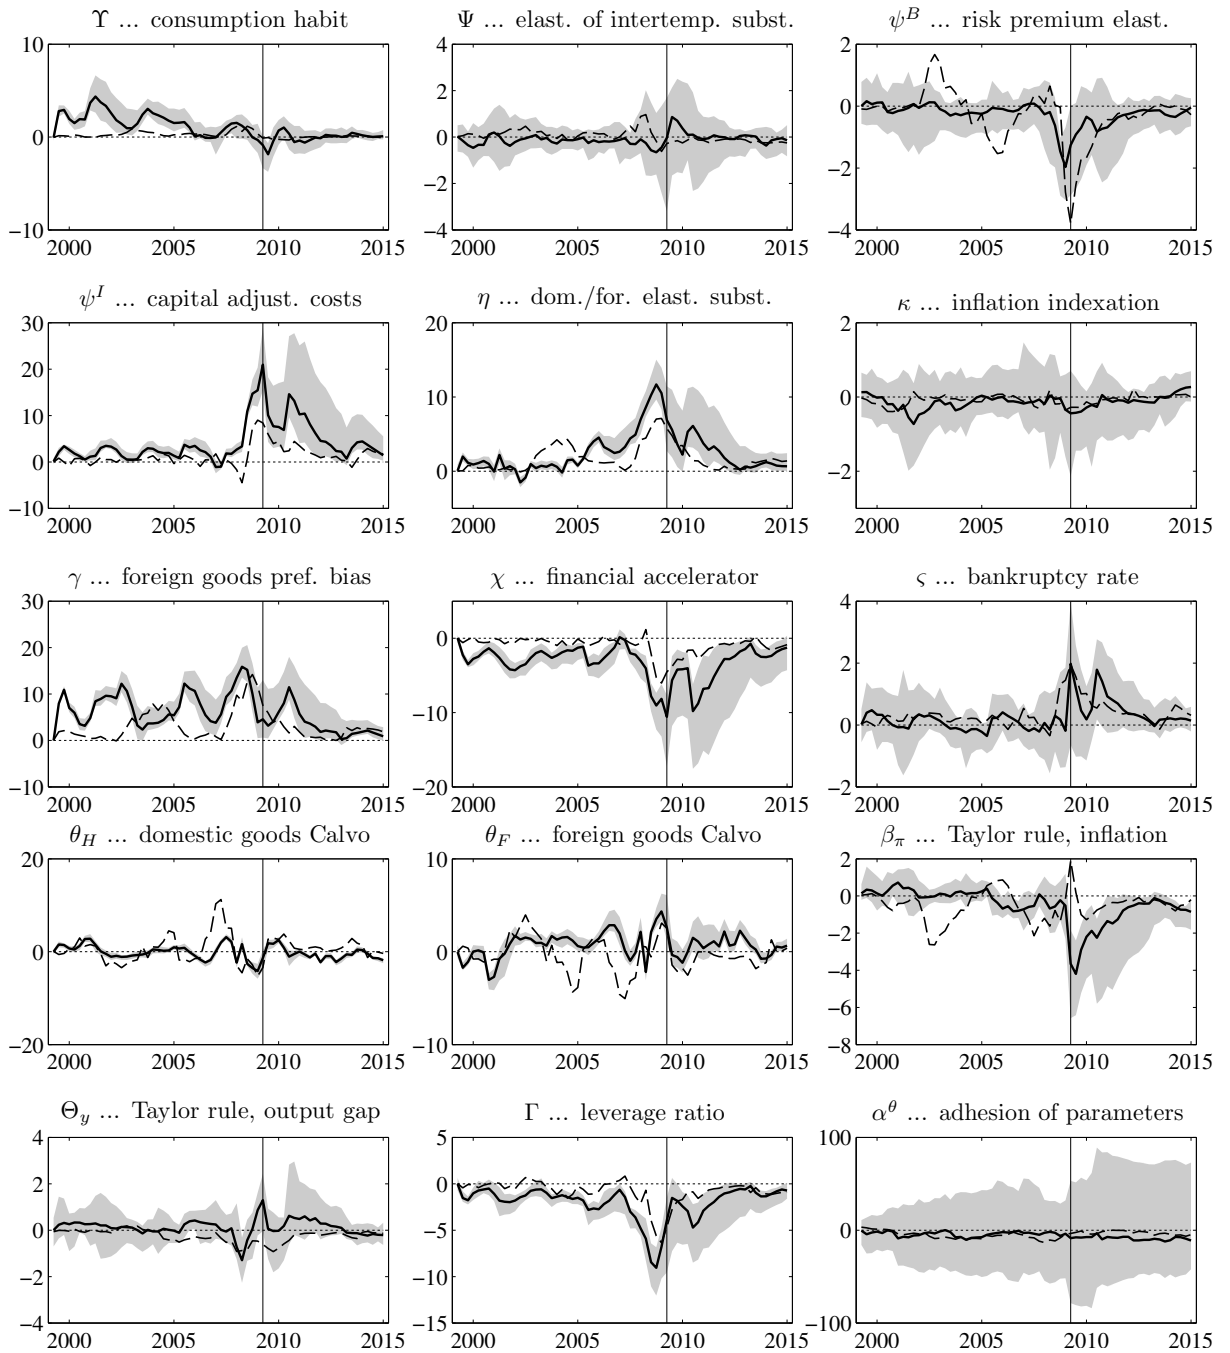 ϒ ... consumption habit
Ψ ... elast. of intertemp. subst.
ψ^B ... risk premium elast.
10
0
−10
2000 2005 2010 2015
4
2
0
−2
−4
2000 2005 2010 2015
2
0
−2
−4
2000 2005 2010 2015
ψ^I ... capital adjust. costs
η ... dom./for. elast. subst.
κ ... inflation indexation
30
20
10
0
−10
2000 2005 2010 2015
20
10
0
2000 2005 2010 2015
2
0
−2
2000 2005 2010 2015
γ ... foreign goods pref. bias
χ ... financial accelerator
ς ... bankruptcy rate
30
20
10
0
−10
2000 2005 2010 2015
0
−10
−20
2000 2005 2010 2015
4
2
0
−2
2000 2005 2010 2015
θ_H ... domestic goods Calvo
θ_F ... foreign goods Calvo
β_π ... Taylor rule, inflation
20
0
−20
2000 2005 2010 2015
10
0
−10
2000 2005 2010 2015
2
0
−2
−4
−6
−8
2000 2005 2010 2015
Θ_y ... Taylor rule, output gap
Γ ... leverage ratio
α^θ ... adhesion of parameters
4
2
0
−2
−4
2000 2005 2010 2015
5
0
−5
−10
−15
2000 2005 2010 2015
100
0
−100
2000 2005 2010 2015